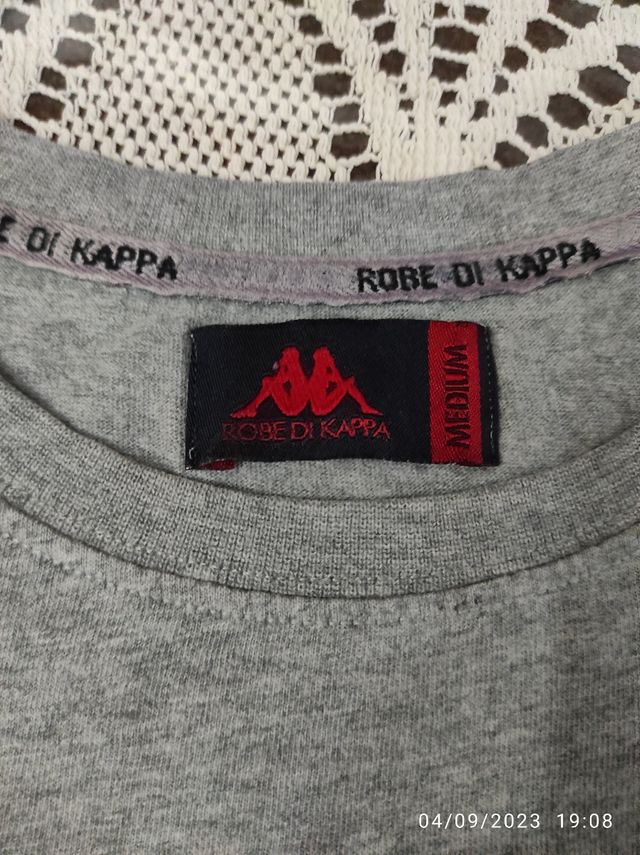 E DI KAPPA
ROBE DI KAPPA
ROBE DI KAPPA
MEDIUM
04/09/2023 19:08